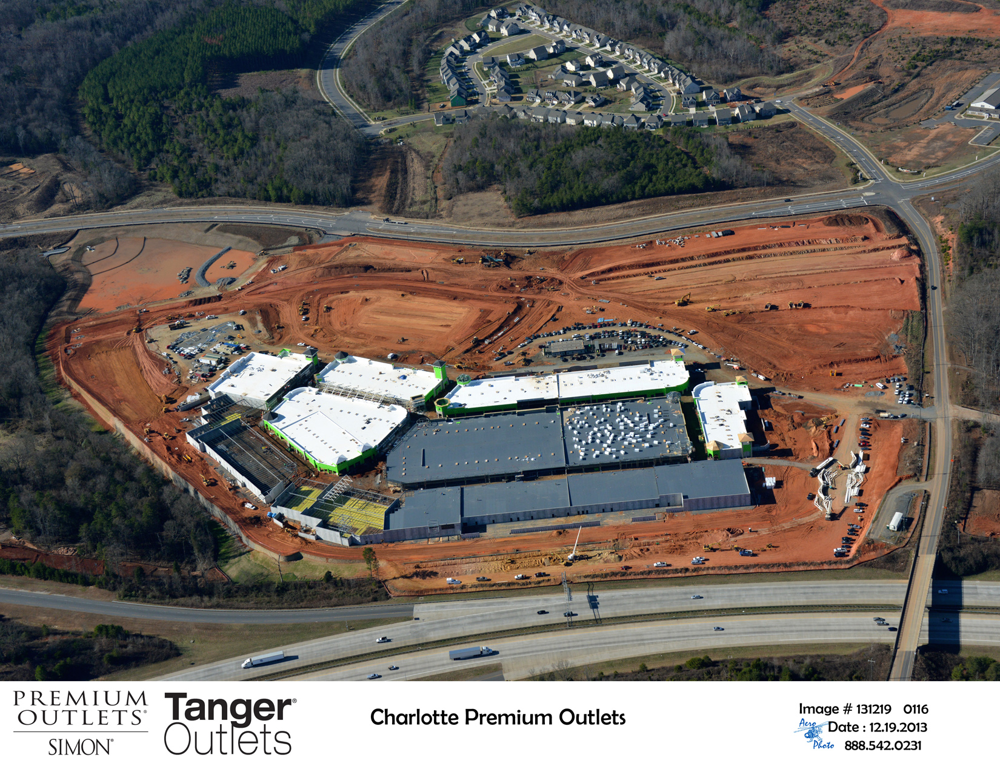 PREMIUM
OUTLETS®
SIMON®
Tanger®
Outlets
Charlotte Premium Outlets
Image # 131219 0116
Aero
Photo
Date : 12.19.2013
888.542.0231